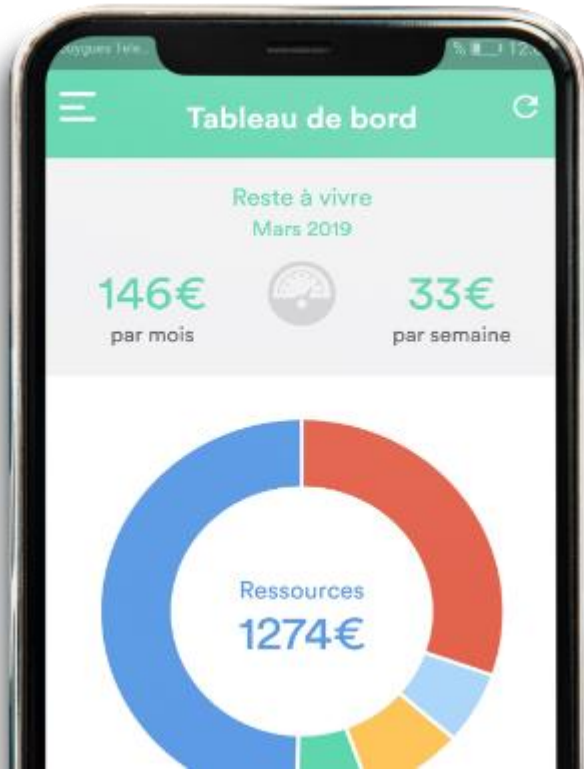 Tableau de bord
Reste à vivre
Mars 2019
146€
33€
par mois
par semaine
Ressources
1274€